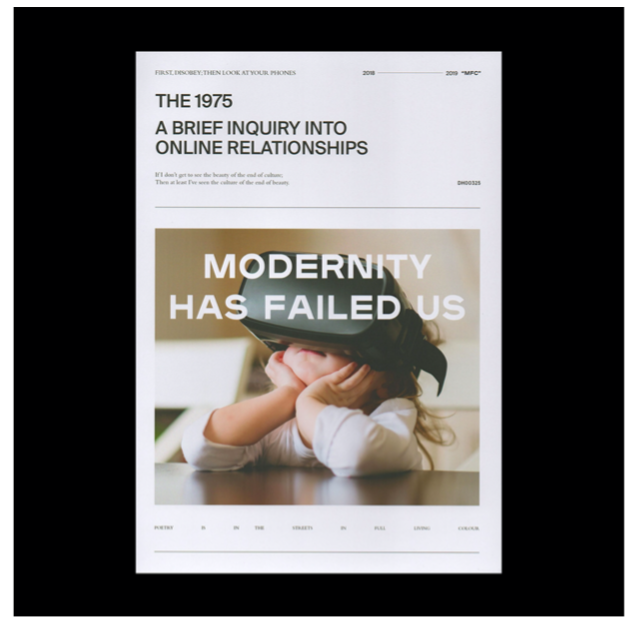 FIRST, DISOBEY; THEN LOOK AT YOUR PHONES
2018 2019 "MFC"
THE 1975
A BRIEF INQUIRY INTO
ONLINE RELATIONSHIPS
If I don't get to see the beauty of the end of culture;
Then at least I've seen the culture of the end of beauty.
DH00325
MODERNITY
HAS FAILED US
POETRY IS IN THE STREETS IN FULL LIVING COLOUR.